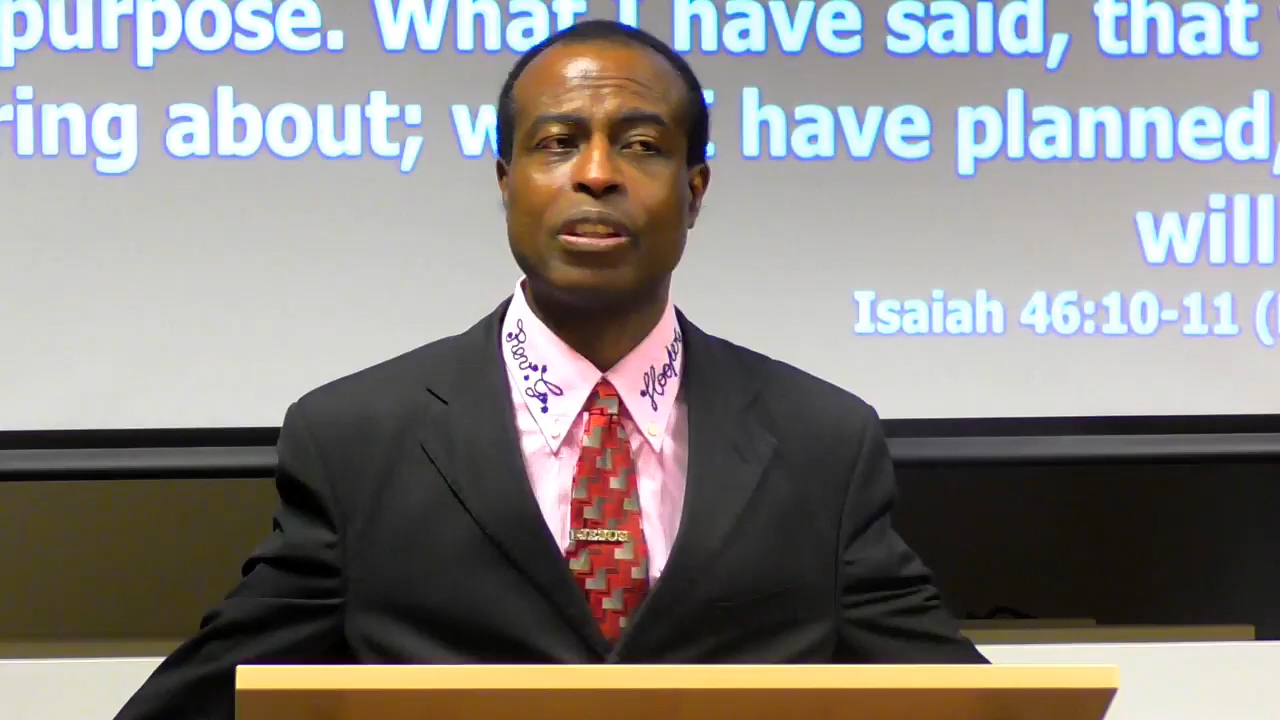 purpose. What I have said, that
ring about; I have planned,
will
Isaiah 46:10-11 (
Rev. G. Hooper
JESUS